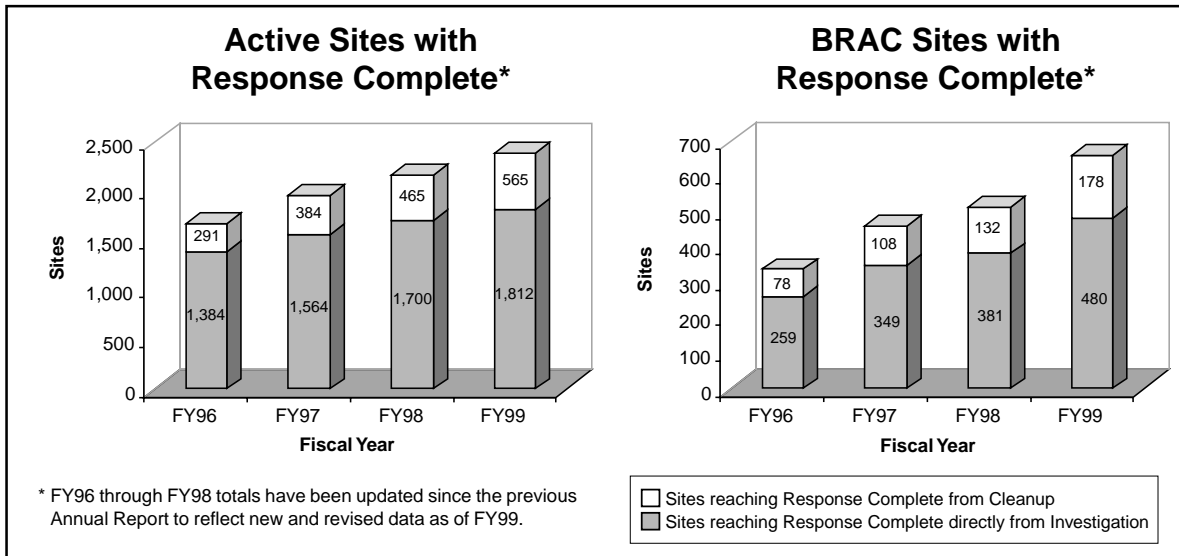 Active Sites with
Response Complete*
2,500
2,000
1,500
1,000
500
0
Sites
291
1,384
384
1,564
465
1,700
565
1,812
FY96
FY97
FY98
FY99
Fiscal Year
BRAC Sites with
Response Complete*
700
600
500
400
300
200
100
0
Sites
78
259
108
349
132
381
178
480
FY96
FY97
FY98
FY99
Fiscal Year
* FY96 through FY98 totals have been updated since the previous
Annual Report to reflect new and revised data as of FY99.
Sites reaching Response Complete from Cleanup
Sites reaching Response Complete directly from Investigation